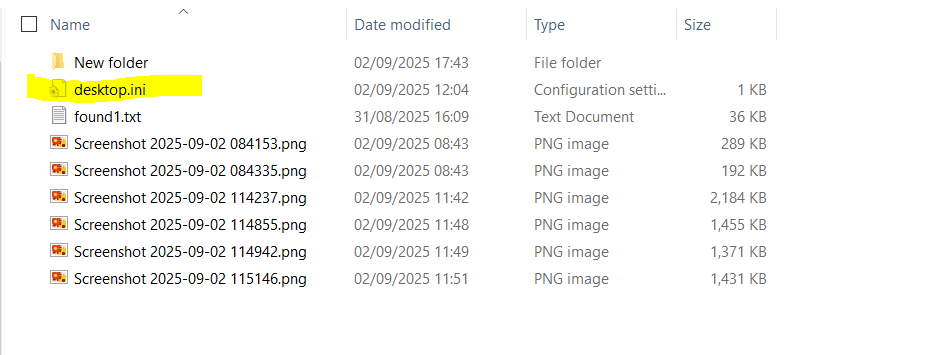 Name Date modified Type Size
New folder 02/09/2025 17:43 File folder
desktop.ini 02/09/2025 12:04 Configuration setti... 1 KB
found1.txt 31/08/2025 16:09 Text Document 36 KB
Screenshot 2025-09-02 084153.png 02/09/2025 08:43 PNG image 289 KB
Screenshot 2025-09-02 084335.png 02/09/2025 08:43 PNG image 192 KB
Screenshot 2025-09-02 114237.png 02/09/2025 11:42 PNG image 2,184 KB
Screenshot 2025-09-02 114855.png 02/09/2025 11:48 PNG image 1,455 KB
Screenshot 2025-09-02 114942.png 02/09/2025 11:49 PNG image 1,371 KB
Screenshot 2025-09-02 115146.png 02/09/2025 11:51 PNG image 1,431 KB